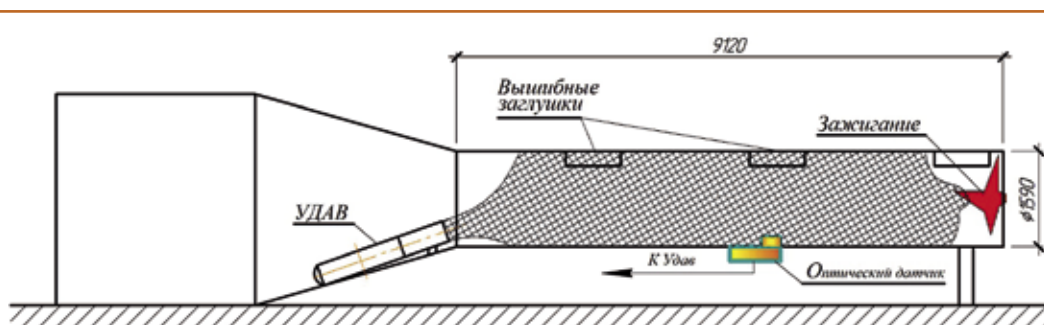 9120
Вышибные
заглушки
Зажигание
УДАВ
ø1590
К Удав
Оптический датчик